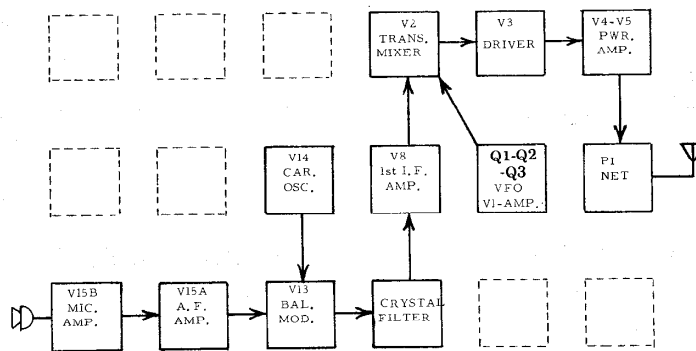 V2
TRANS.
MIXER
V3
DRIVER
V4-V5
PWR.
AMP.
V14
CAR.
OSC.
V8
1st I.F.
AMP.
Q1-Q2
-Q3
VFO
V1-AMP.
P1
NET
V15B
MIC.
AMP.
V15A
A.F.
AMP.
V13
BAL.
MOD.
CRYSTAL
FILTER